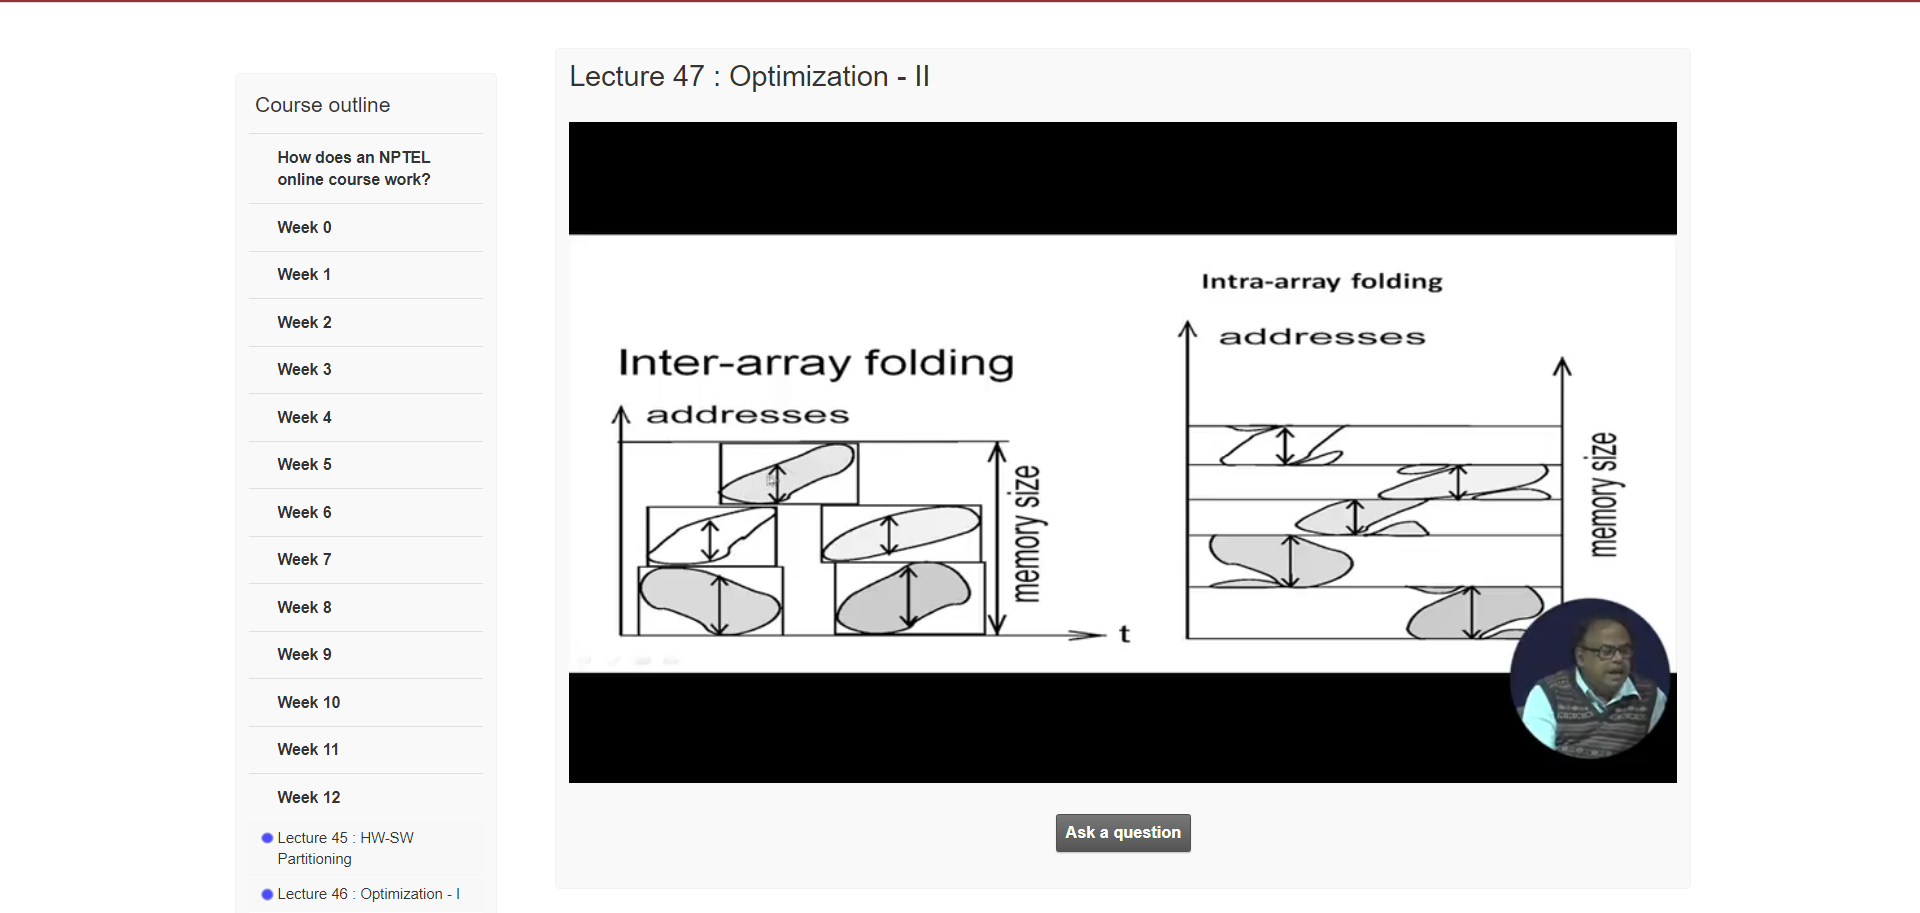 Course outline
How does an NPTEL
online course work?
Week 0
Week 1
Week 2
Week 3
Week 4
Week 5
Week 6
Week 7
Week 8
Week 9
Week 10
Week 11
Week 12
Lecture 45 : HW-SW
Partitioning
Lecture 46 : Optimization - I
Lecture 47 : Optimization - II
Inter-array folding
addresses
memory size
t
Intra-array folding
addresses
memory size
Ask a question